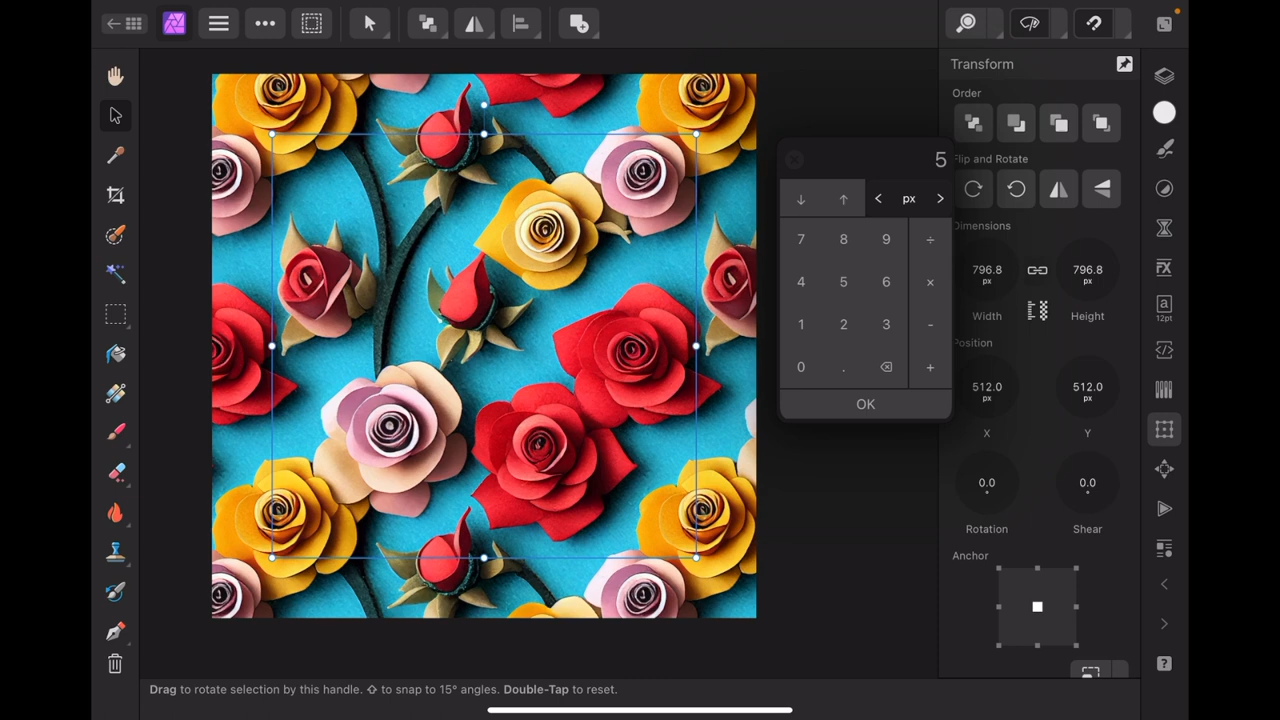 Transform
Order
5
Flip and Rotate
↓ ↑ < px >
Dimensions
7 8 9 ÷
796.8 px
796.8 px
4 5 6 ×
Width
Height
1 2 3 -
Position
0 . +
512.0 px
512.0 px
OK
X
Y
0.0 °
0.0 °
Rotation
Shear
Anchor
a
12pt
FX
?
Drag to rotate selection by this handle. ⇧ to snap to 15° angles. Double-Tap to reset.